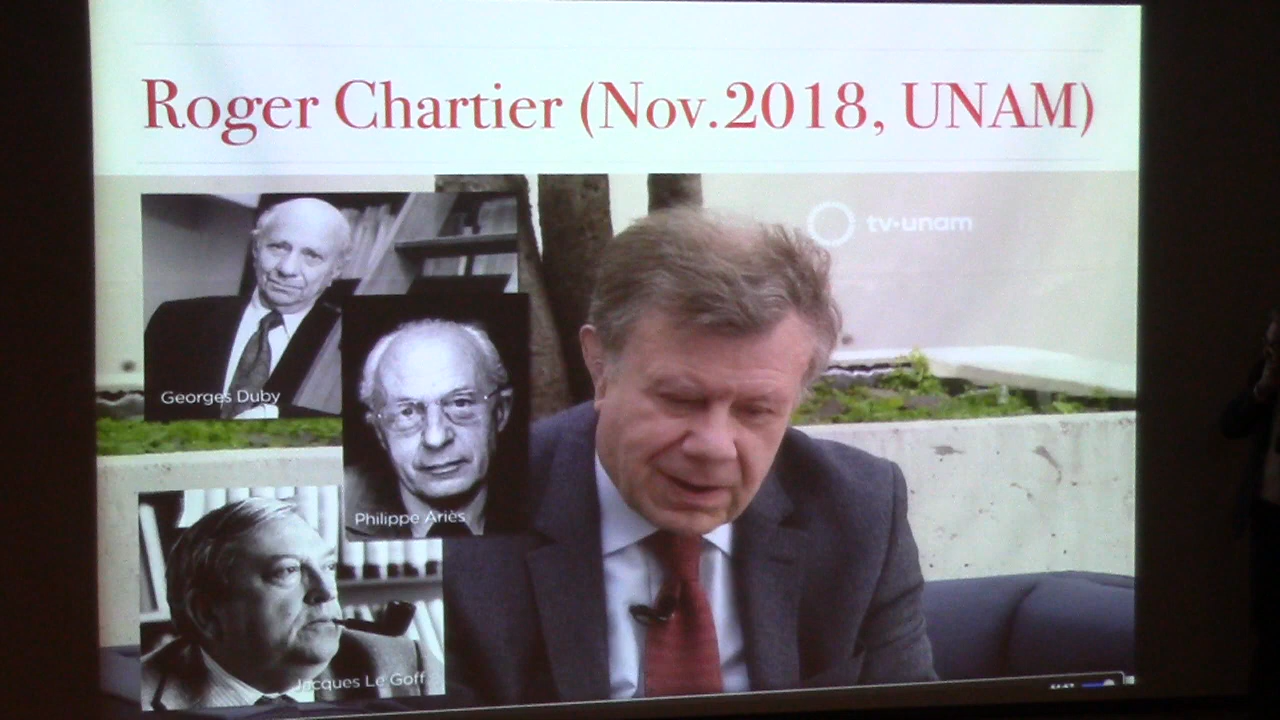 Roger Chartier (Nov.2018, UNAM)
tv·unam
Georges Duby
Philippe Ariès
Jacques Le Goff